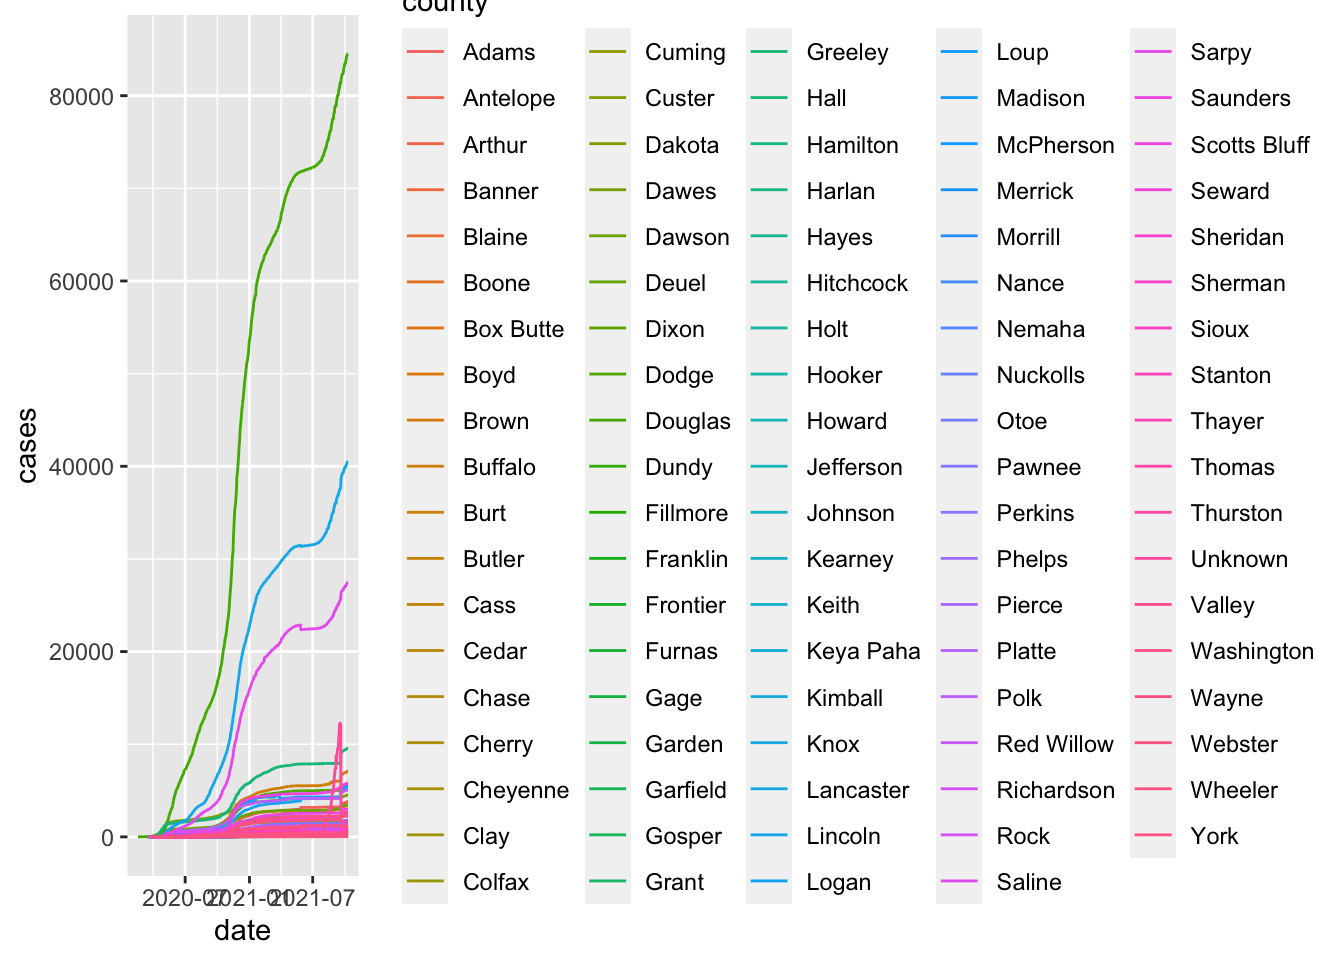 county
Adams
Antelope
Arthur
Banner
Blaine
Boone
Box Butte
Boyd
Brown
Buffalo
Burt
Butler
Cass
Cedar
Chase
Cherry
Cheyenne
Clay
Colfax
Cuming
Custer
Dakota
Dawes
Dawson
Deuel
Dixon
Dodge
Douglas
Dundy
Fillmore
Franklin
Frontier
Furnas
Gage
Garden
Garfield
Gosper
Grant
Greeley
Hall
Hamilton
Harlan
Hayes
Hitchcock
Holt
Hooker
Howard
Jefferson
Johnson
Kearney
Keith
Keya Paha
Kimball
Knox
Lancaster
Lincoln
Logan
Loup
Madison
McPherson
Merrick
Morrill
Nance
Nemaha
Nuckolls
Otoe
Pawnee
Perkins
Phelps
Pierce
Platte
Polk
Red Willow
Richardson
Rock
Saline
Sarpy
Saunders
Scotts Bluff
Seward
Sheridan
Sherman
Sioux
Stanton
Thayer
Thomas
Thurston
Unknown
Valley
Washington
Wayne
Webster
Wheeler
York
80000
60000
40000
20000
0
cases
2020-07 2021-01 2021-07
date